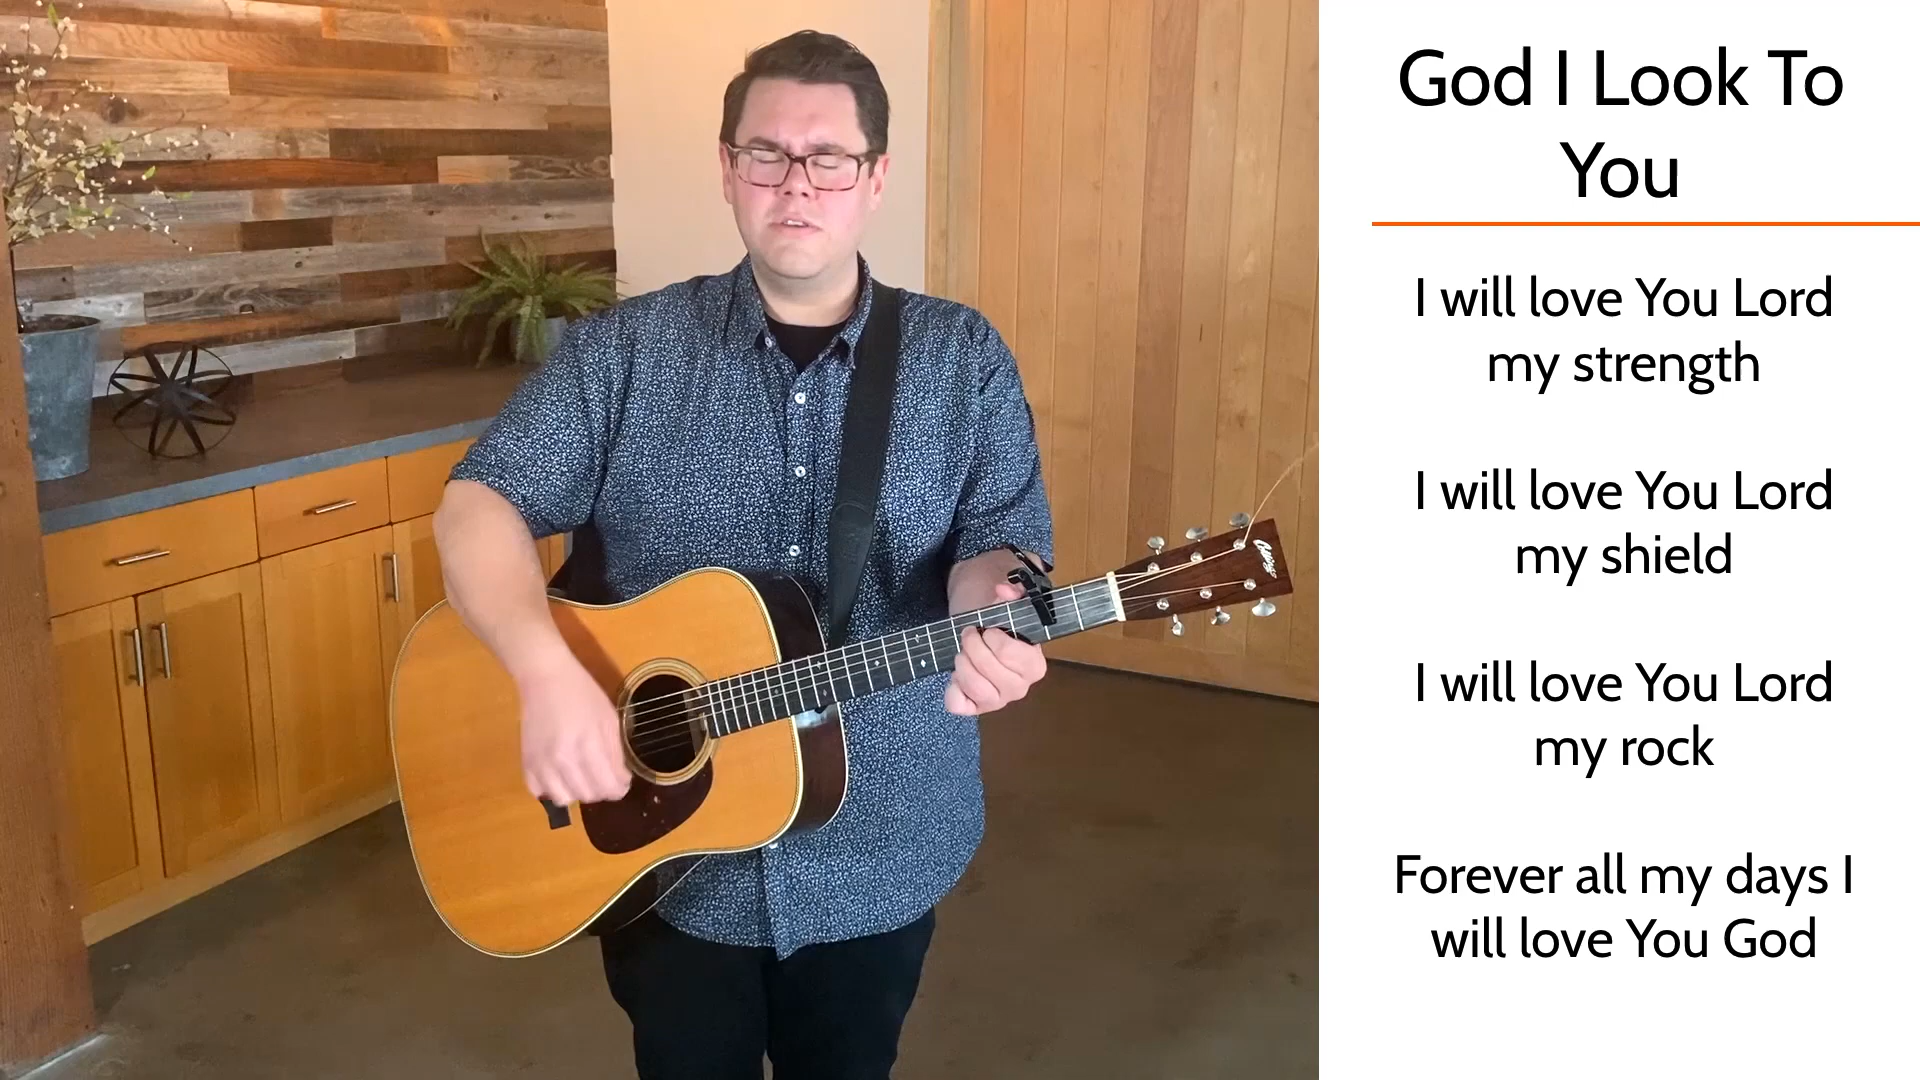 God I Look To
You
I will love You Lord
my strength
I will love You Lord
my shield
I will love You Lord
my rock
Forever all my days I
will love You God
Collings